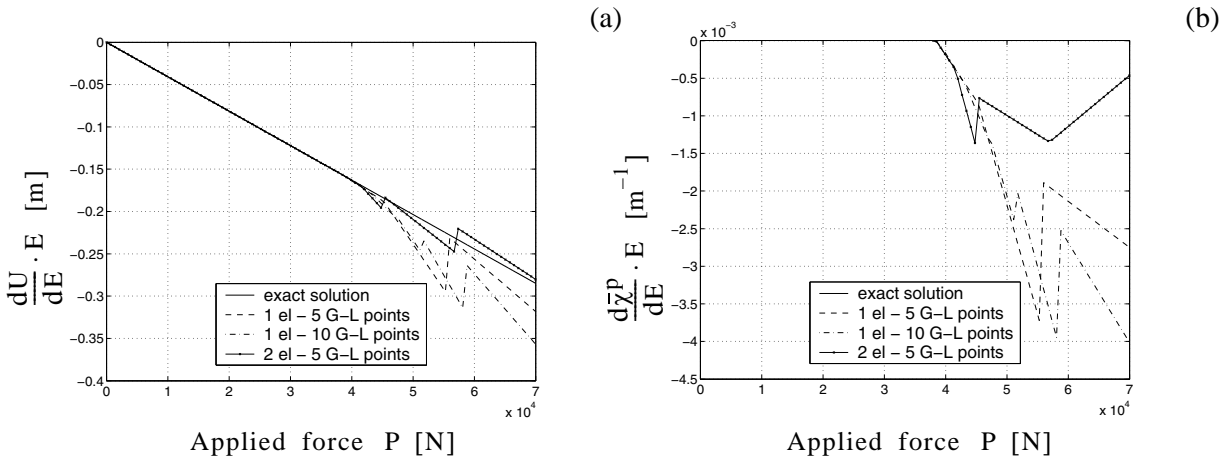 (a)
0
−0.05
−0.1
−0.15
−0.2
−0.25
−0.3
−0.35
−0.4
dU/dE · E [m]
exact solution
1 el − 5 G−L points
1 el − 10 G−L points
2 el − 5 G−L points
0 1 2 3 4 5 6 7
x 10^4
Applied force P [N]
(b)
x 10^−3
0
−0.5
−1
−1.5
−2
−2.5
−3
−3.5
−4
−4.5
dχ̄^p/dE · E [m^−1]
exact solution
1 el − 5 G−L points
1 el − 10 G−L points
2 el − 5 G−L points
0 1 2 3 4 5 6 7
x 10^4
Applied force P [N]